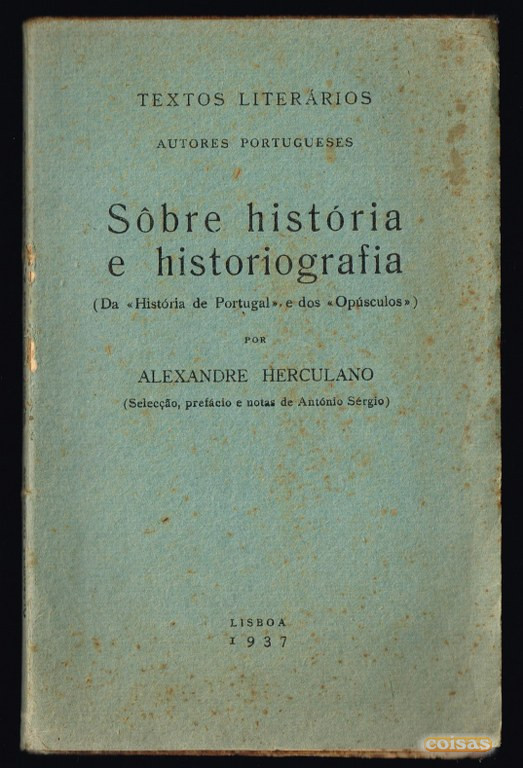 TEXTOS LITERÁRIOS
AUTORES PORTUGUESES
Sôbre história
e historiografia
(Da «História de Portugal» e dos «Opúsculos»)
POR
ALEXANDRE HERCULANO
(Selecção, prefácio e notas de António Sérgio)
LISBOA
1937
coisas